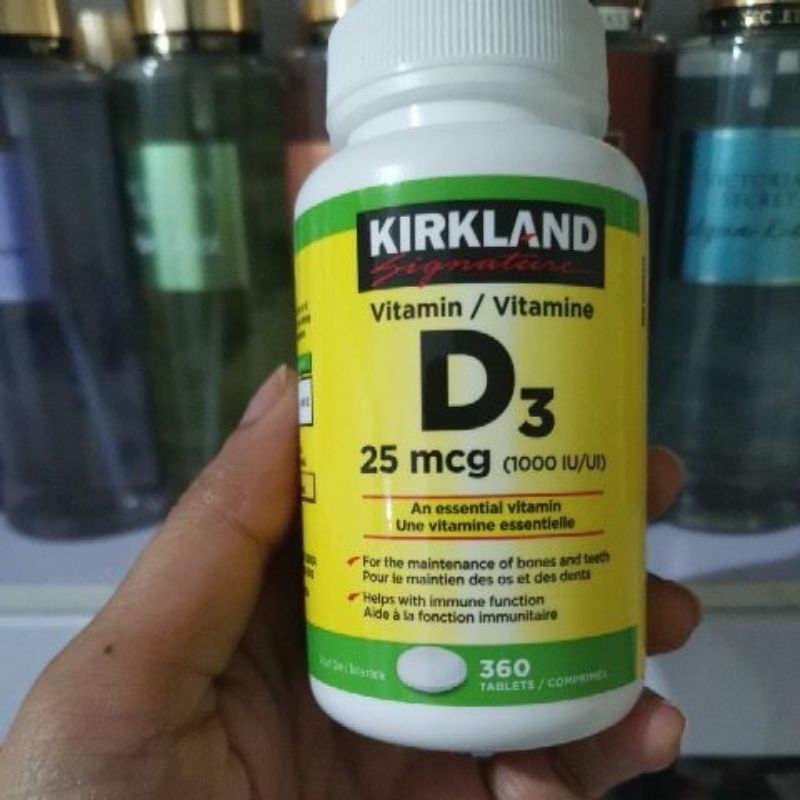 KIRKLAND
Signature
Vitamin / Vitamine
D3
25 mcg (1000 IU/UI)
An essential vitamin
Une vitamine essentielle
For the maintenance of bones and teeth
Pour le maintien des os et des dents
Helps with immune function
Aide à la fonction immunitaire
360
TABLETS / COMPRIMÉS
VICTORIA'S
SECRET